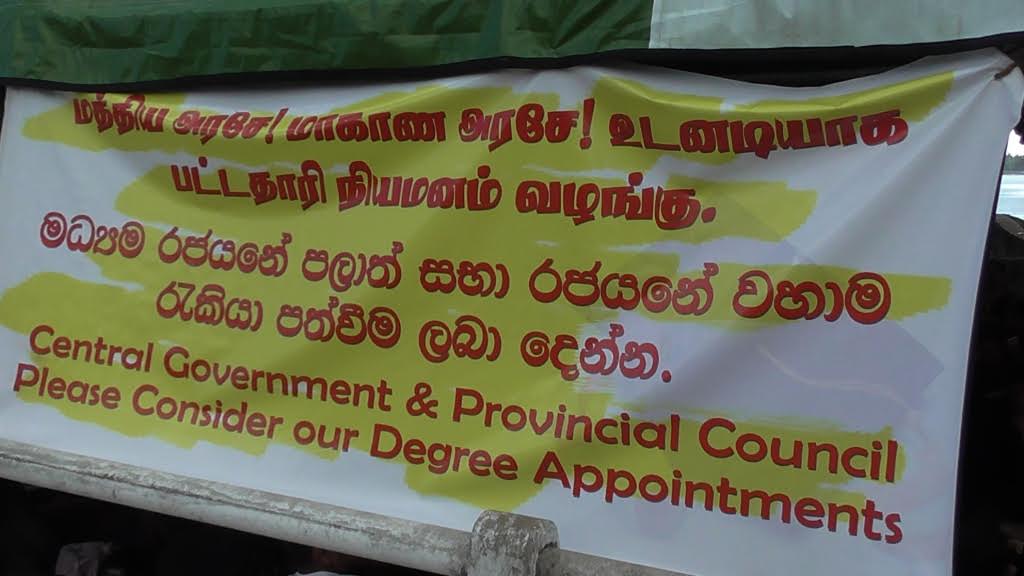 மத்திய அரசே! மாகாண அரசே! உடனடியாக
பட்டதாரி நியமனம் வழங்கு.
මධ්‍යම රජයනේ පලාත් සභා රජයනේ වහාම
රැකියා පත්වීම ලබා දෙන්න.
Central Government & Provincial Council
Please Consider our Degree Appointments